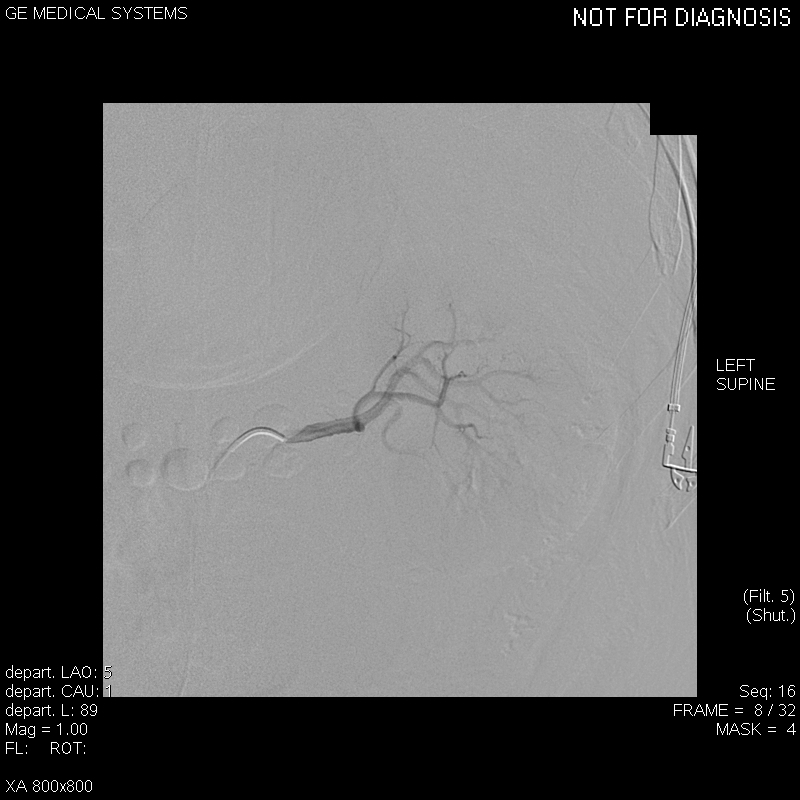 GE MEDICAL SYSTEMS
NOT FOR DIAGNOSIS
LEFT
SUPINE
(Filt. 5)
(Shut.)
depart. LAO: 5
depart. CAU: 1
depart. L: 89
Mag = 1.00
FL: ROT:
XA 800x800
Seq: 16
FRAME = 8 / 32
MASK = 4